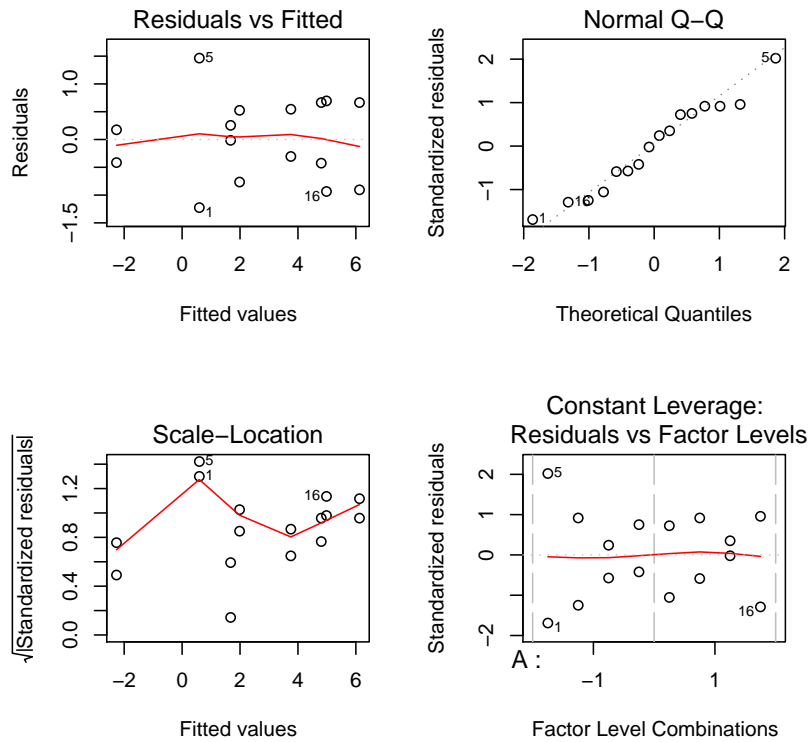 Residuals vs Fitted
Residuals
1.0
0.0
−1.5
5
1
16
−2 0 2 4 6
Fitted values
Normal Q−Q
Standardized residuals
2
1
0
−1
5
16
1
−2 −1 0 1 2
Theoretical Quantiles
Scale−Location
√|Standardized residuals|
1.2
0.8
0.4
0.0
5
1
16
−2 0 2 4 6
Fitted values
Constant Leverage:
Residuals vs Factor Levels
Standardized residuals
2
1
0
−2
5
16
1
A :
−1 1
Factor Level Combinations